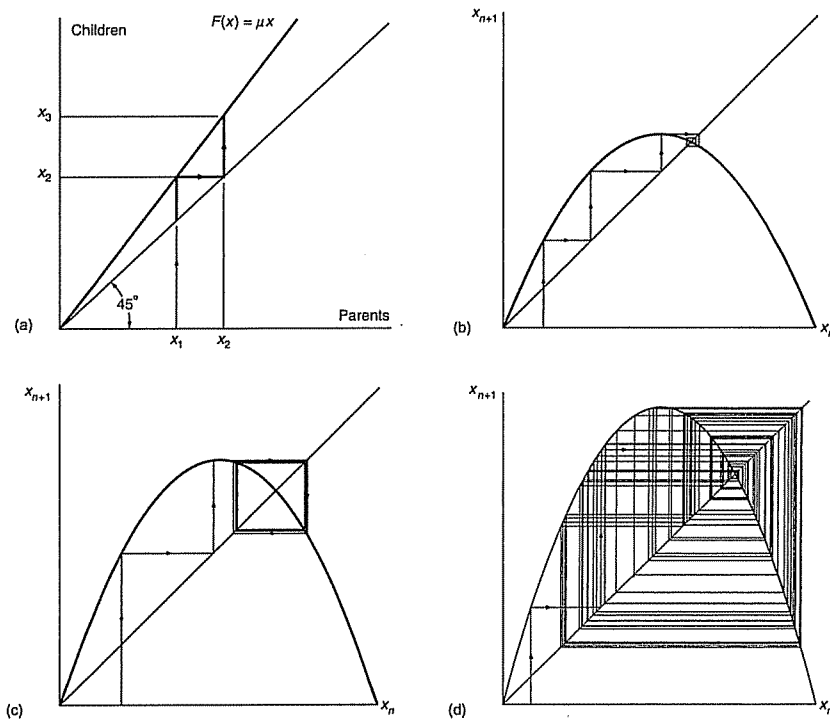 Children
F(x) = μx
x3
x2
45°
Parents
(a)
x1
x2
xn+1
(b)
xn+1
(c)
xn
xn+1
(d)